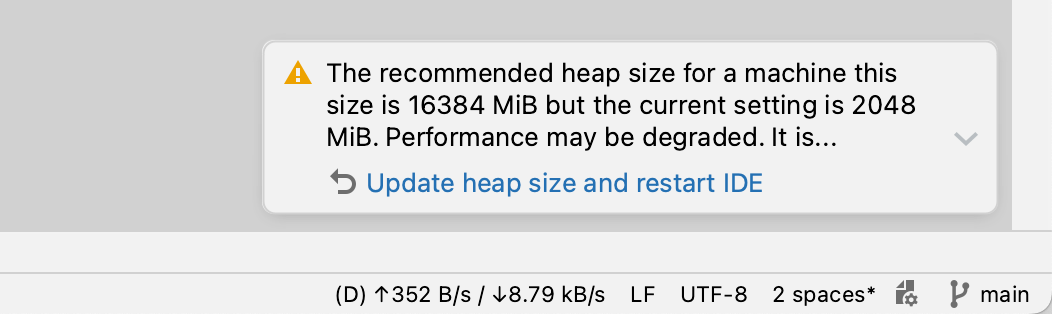 The recommended heap size for a machine this
size is 16384 MiB but the current setting is 2048
MiB. Performance may be degraded. It is...
Update heap size and restart IDE
(D) ↑352 B/s / ↓8.79 kB/s LF UTF-8 2 spaces* main